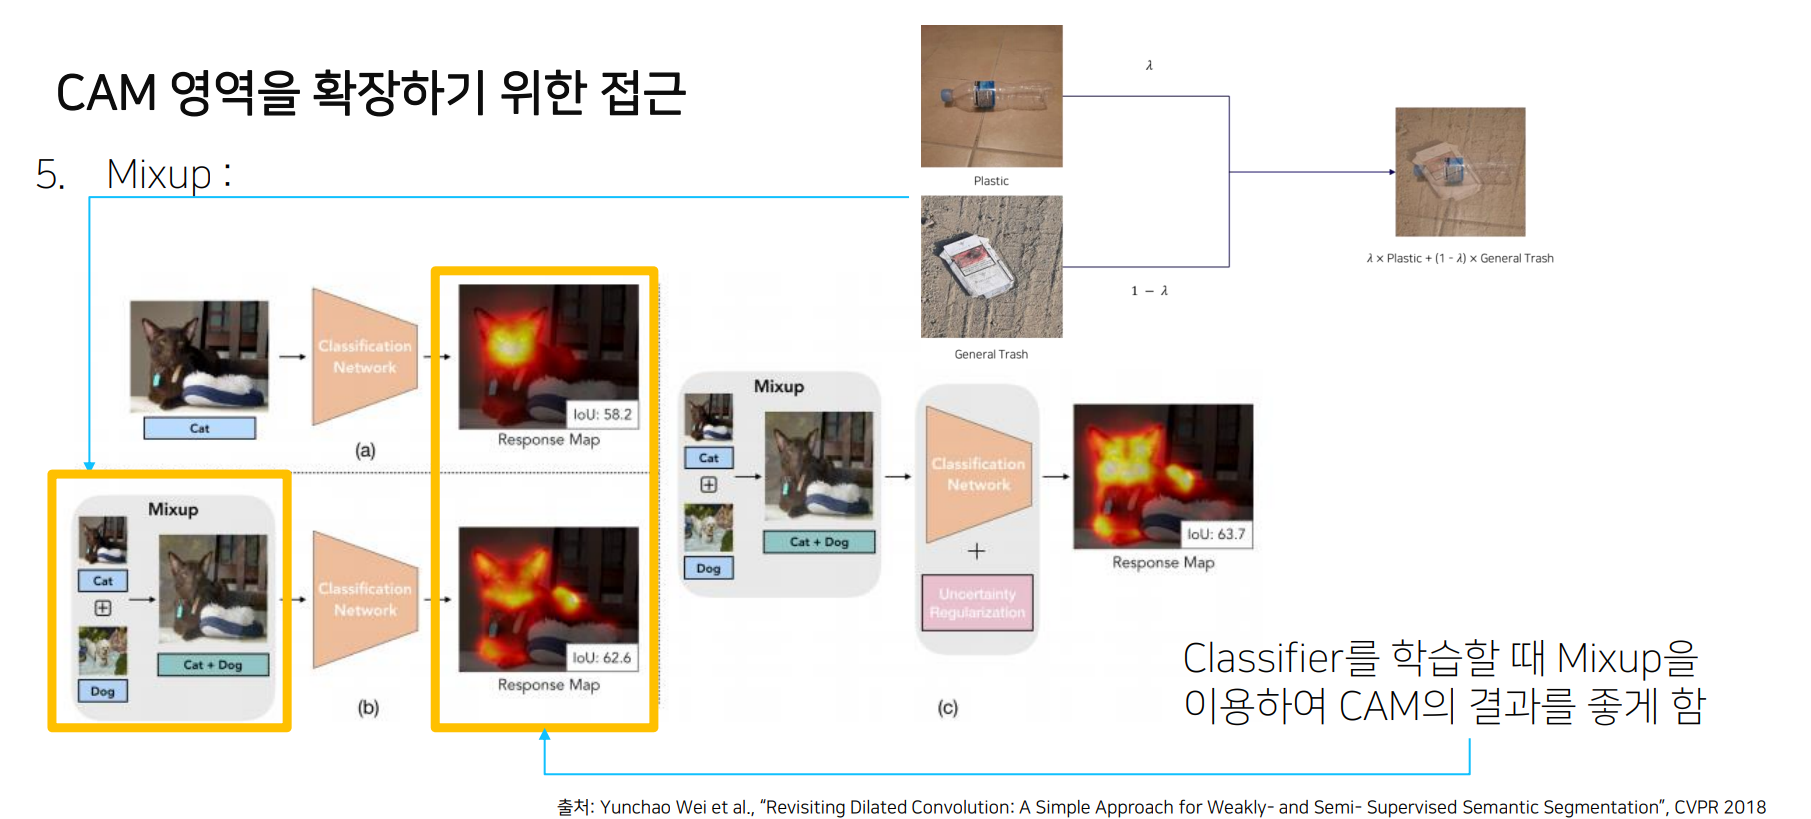 CAM 영역을 확장하기 위한 접근
5. Mixup :
Plastic
General Trash
λ
1 − λ
λ × Plastic + (1 - λ) × General Trash
Cat
Classification
Network
IoU: 58.2
Response Map
(a)
Mixup
Cat
Dog
Cat + Dog
Classification
Network
IoU: 62.6
Response Map
(b)
Mixup
Cat
Dog
Cat + Dog
Classification
Network
+
Uncertainty
Regularization
IoU: 63.7
Response Map
(c)
Classifier를 학습할 때 Mixup을
이용하여 CAM의 결과를 좋게 함
출처: Yunchao Wei et al., “Revisiting Dilated Convolution: A Simple Approach for Weakly- and Semi- Supervised Semantic Segmentation”, CVPR 2018